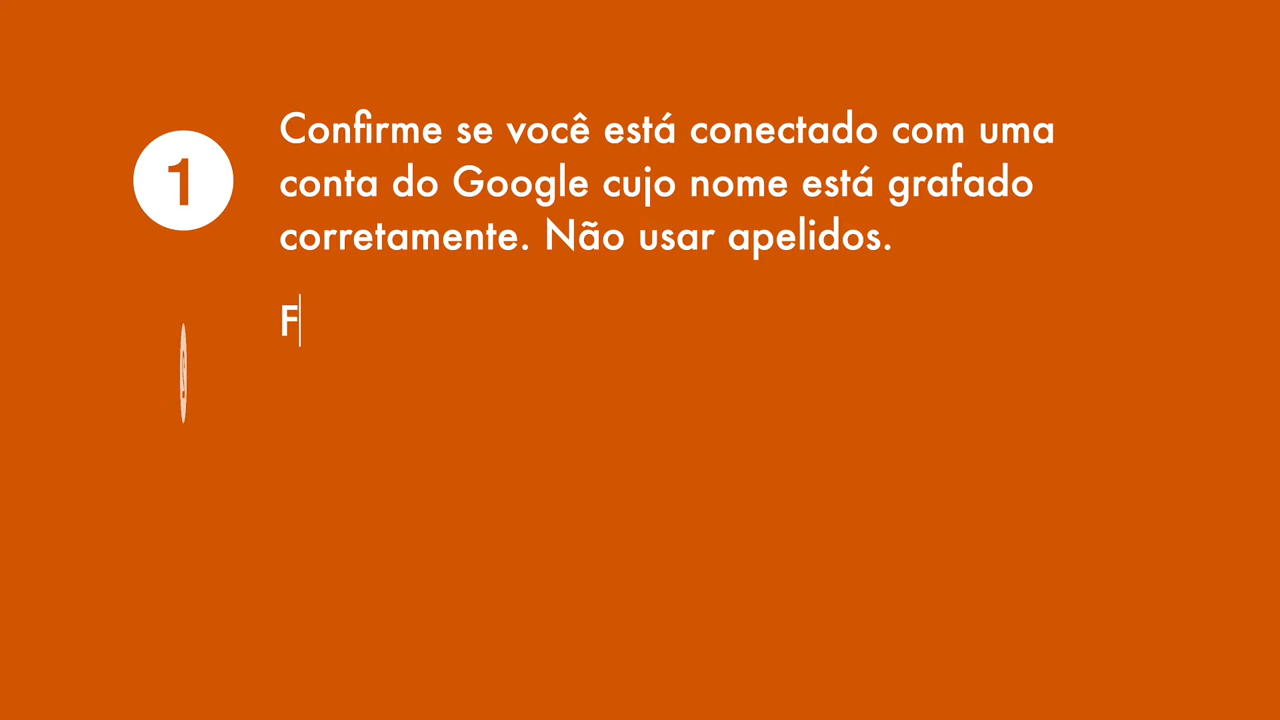 1
Confirme se você está conectado com uma
conta do Google cujo nome está grafado
corretamente. Não usar apelidos.
F